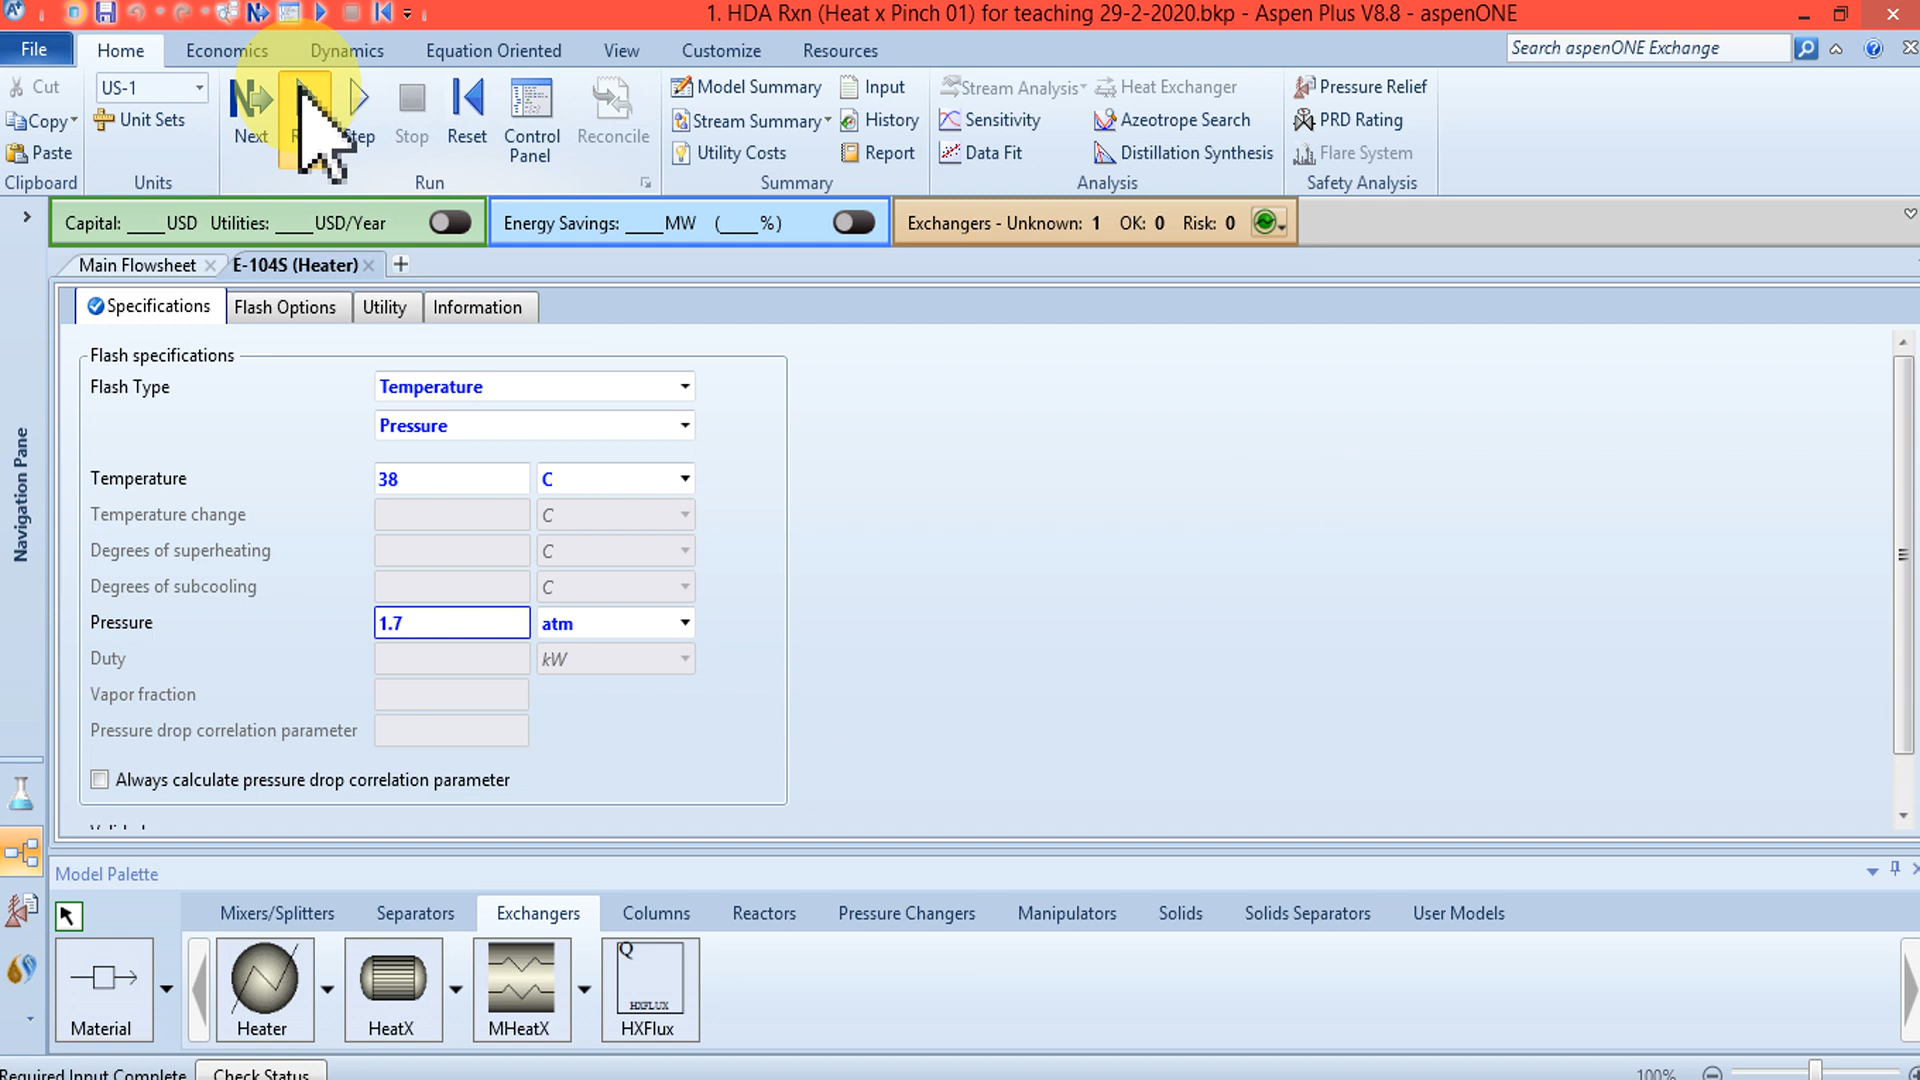 1. HDA Rxn (Heat x Pinch 01) for teaching 29-2-2020.bkp - Aspen Plus V8.8 - aspenONE
File Home Economics Dynamics Equation Oriented View Customize Resources Search aspenONE Exchange
Cut
Copy
Paste
Clipboard
US-1
Unit Sets
Units
Next Step Stop Reset Control Panel Reconcile
Run
Model Summary Input
Stream Summary History
Utility Costs Report
Summary
Stream Analysis Heat Exchanger
Sensitivity Azeotrope Search
Data Fit Distillation Synthesis
Analysis
Pressure Relief
PRD Rating
Flare System
Safety Analysis
Capital: ____USD Utilities: ____USD/Year
Energy Savings: ____MW (____%)
Exchangers - Unknown: 1 OK: 0 Risk: 0
Main Flowsheet E-104S (Heater)
Specifications Flash Options Utility Information
Navigation Pane
Flash specifications
Flash Type Temperature
Pressure
Temperature 38 C
Temperature change C
Degrees of superheating C
Degrees of subcooling C
Pressure 1.7 atm
Duty kW
Vapor fraction
Pressure drop correlation parameter
Always calculate pressure drop correlation parameter
Model Palette
Mixers/Splitters Separators Exchangers Columns Reactors Pressure Changers Manipulators Solids Solids Separators User Models
Q
HXFLUX
Material Heater HeatX MHeatX HXFlux
Required Input Complete Check Status 100%